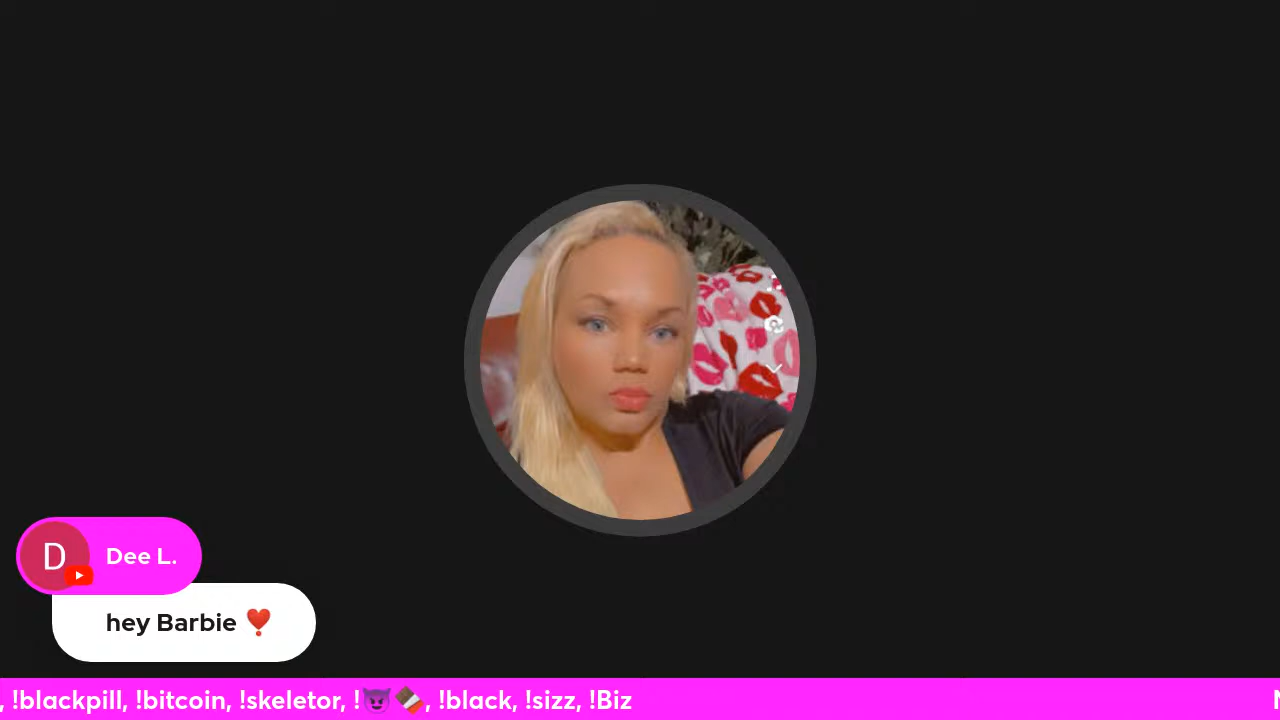 D
Dee L.
hey Barbie ❣️
, !blackpill, !bitcoin, !skeletor, !😈🍫, !black, !sizz, !Biz